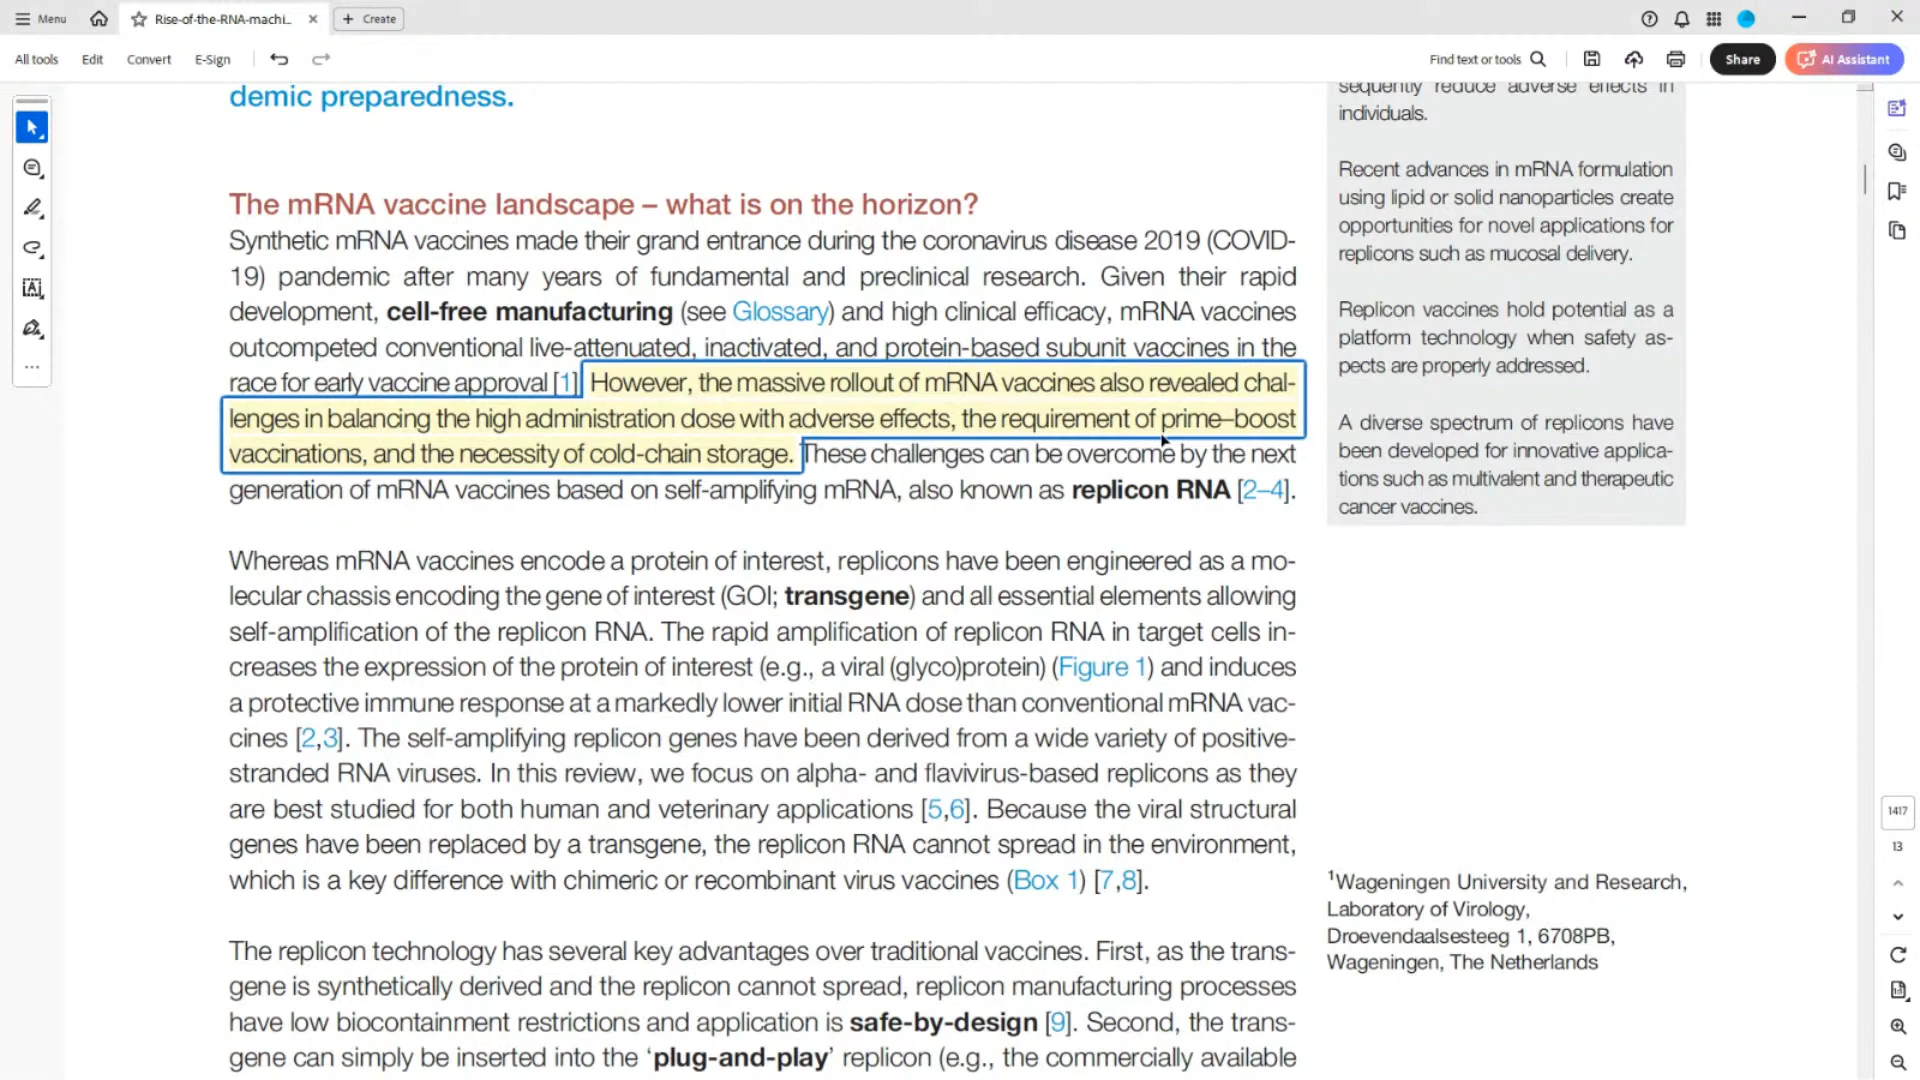 Menu
Rise-of-the-RNA-machi...
Create
All tools
Edit
Convert
E-Sign
Find text or tools
Share
AI Assistant
demic preparedness.
The mRNA vaccine landscape – what is on the horizon?
Synthetic mRNA vaccines made their grand entrance during the coronavirus disease 2019 (COVID-
19) pandemic after many years of fundamental and preclinical research. Given their rapid
development, cell-free manufacturing (see Glossary) and high clinical efficacy, mRNA vaccines
outcompeted conventional live-attenuated, inactivated, and protein-based subunit vaccines in the
race for early vaccine approval [1]. However, the massive rollout of mRNA vaccines also revealed chal-
lenges in balancing the high administration dose with adverse effects, the requirement of prime–boost
vaccinations, and the necessity of cold-chain storage. These challenges can be overcome by the next
generation of mRNA vaccines based on self-amplifying mRNA, also known as replicon RNA [2–4].
Whereas mRNA vaccines encode a protein of interest, replicons have been engineered as a mo-
lecular chassis encoding the gene of interest (GOI; transgene) and all essential elements allowing
self-amplification of the replicon RNA. The rapid amplification of replicon RNA in target cells in-
creases the expression of the protein of interest (e.g., a viral (glyco)protein) (Figure 1) and induces
a protective immune response at a markedly lower initial RNA dose than conventional mRNA vac-
cines [2,3]. The self-amplifying replicon genes have been derived from a wide variety of positive-
stranded RNA viruses. In this review, we focus on alpha- and flavivirus-based replicons as they
are best studied for both human and veterinary applications [5,6]. Because the viral structural
genes have been replaced by a transgene, the replicon RNA cannot spread in the environment,
which is a key difference with chimeric or recombinant virus vaccines (Box 1) [7,8].
The replicon technology has several key advantages over traditional vaccines. First, as the trans-
gene is synthetically derived and the replicon cannot spread, replicon manufacturing processes
have low biocontainment restrictions and application is safe-by-design [9]. Second, the trans-
gene can simply be inserted into the ‘plug-and-play’ replicon (e.g., the commercially available
sequently reduce adverse effects in
individuals.
Recent advances in mRNA formulation
using lipid or solid nanoparticles create
opportunities for novel applications for
replicons such as mucosal delivery.
Replicon vaccines hold potential as a
platform technology when safety as-
pects are properly addressed.
A diverse spectrum of replicons have
been developed for innovative applica-
tions such as multivalent and therapeutic
cancer vaccines.
1Wageningen University and Research,
Laboratory of Virology,
Droevendaalsesteeg 1, 6708PB,
Wageningen, The Netherlands
1417
13